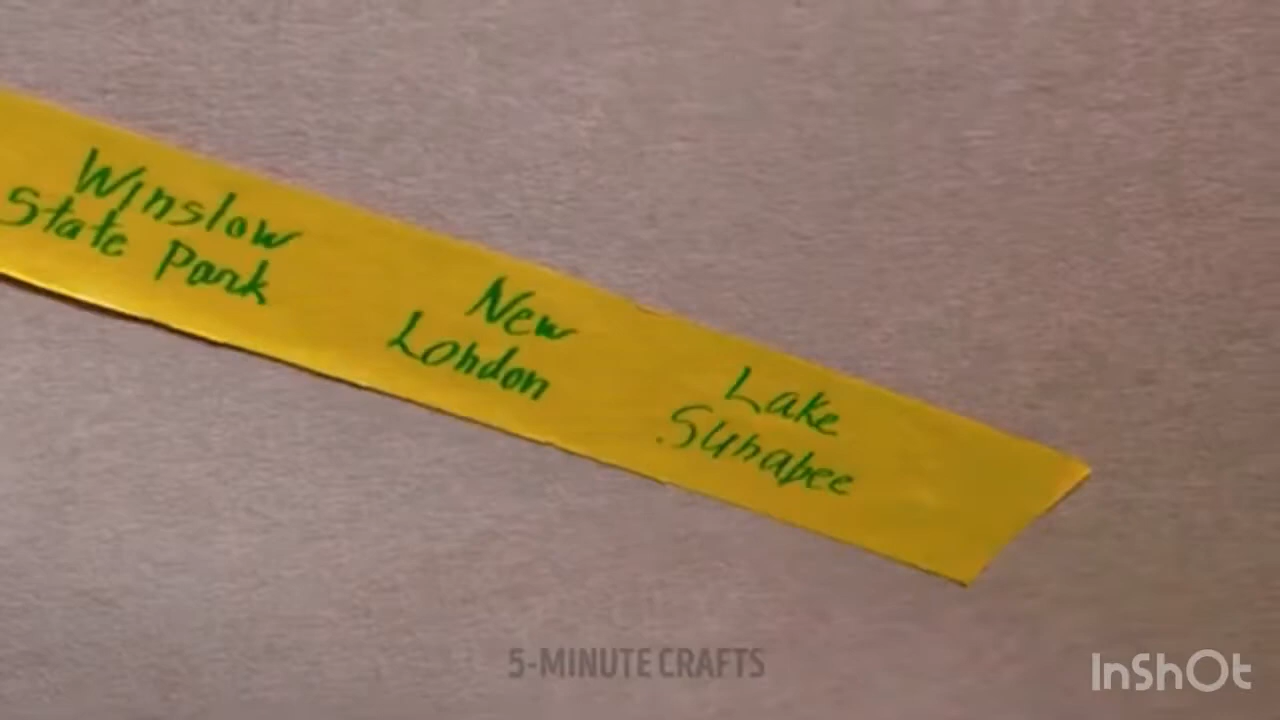 Winslow
State Park
New
London
Lake
Sunapee
5-MINUTE CRAFTS
InShOt